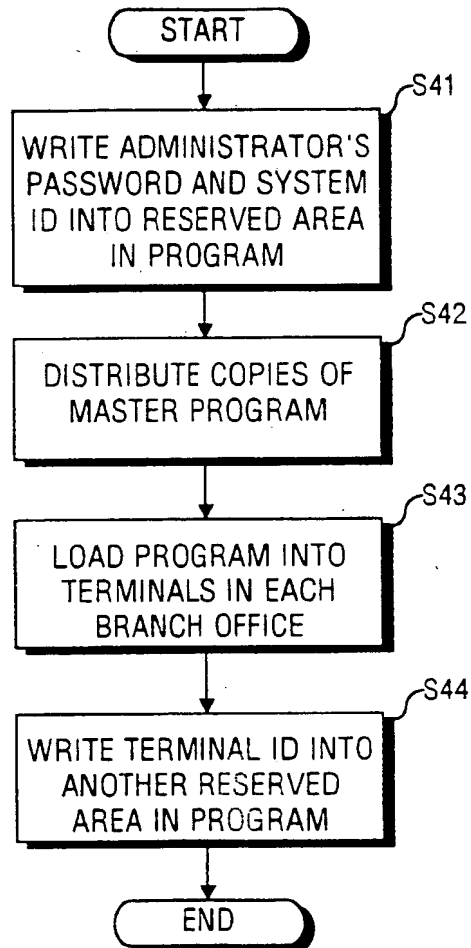 START
S41
WRITE ADMINISTRATOR'S
PASSWORD AND SYSTEM
ID INTO RESERVED AREA
IN PROGRAM
S42
DISTRIBUTE COPIES OF
MASTER PROGRAM
S43
LOAD PROGRAM INTO
TERMINALS IN EACH
BRANCH OFFICE
S44
WRITE TERMINAL ID INTO
ANOTHER RESERVED
AREA IN PROGRAM
END